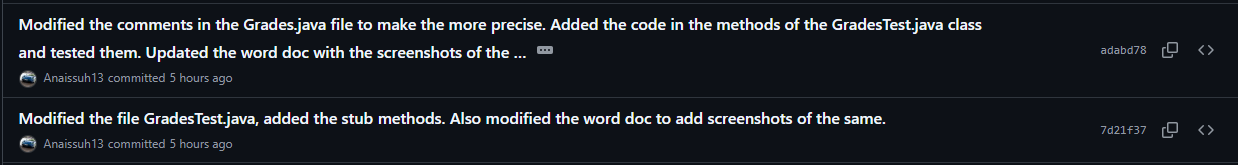 Modified the comments in the Grades.java file to make the more precise. Added the code in the methods of the GradesTest.java class
and tested them. Updated the word doc with the screenshots of the ...
adabd78
Anaissuh13 committed 5 hours ago
Modified the file GradesTest.java, added the stub methods. Also modified the word doc to add screenshots of the same.
7d21f37
Anaissuh13 committed 5 hours ago